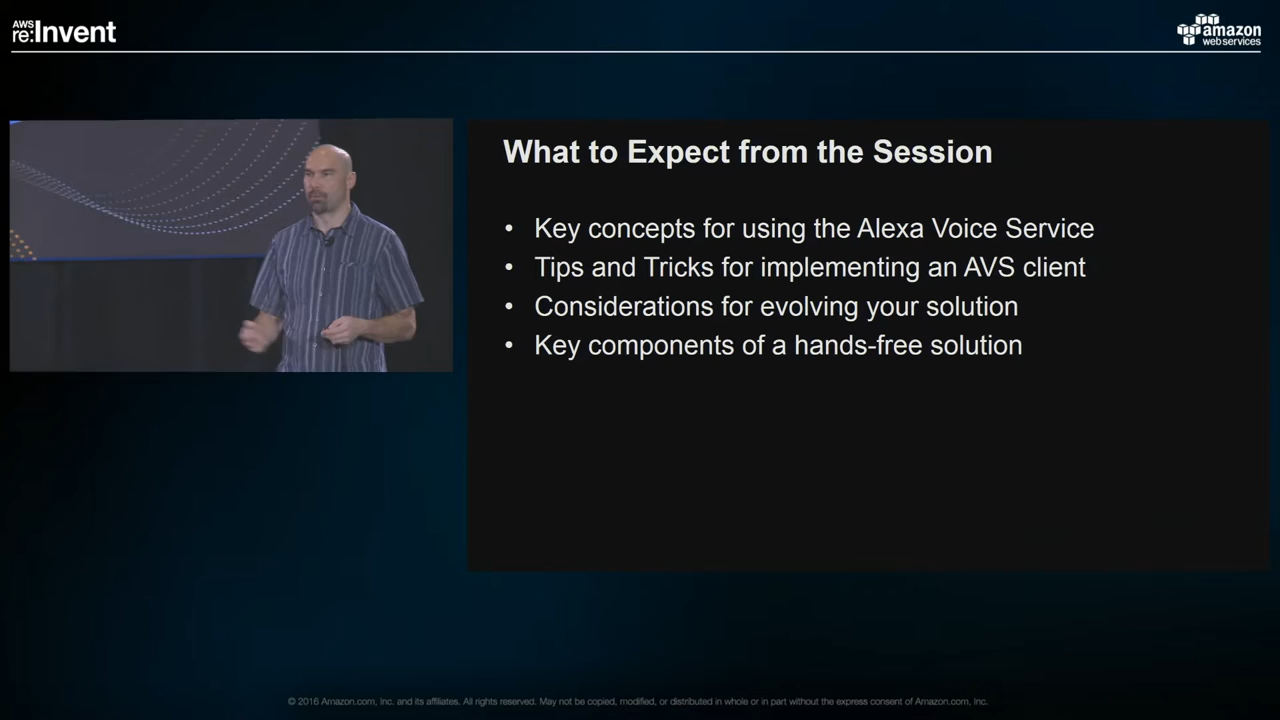 AWS
re:Invent
amazon
webservices
What to Expect from the Session
• Key concepts for using the Alexa Voice Service
• Tips and Tricks for implementing an AVS client
• Considerations for evolving your solution
• Key components of a hands-free solution
© 2016 Amazon.com, Inc. and its affiliates. All rights reserved. May not be copied, modified, or distributed in whole or in part without the express consent of Amazon.com, Inc.